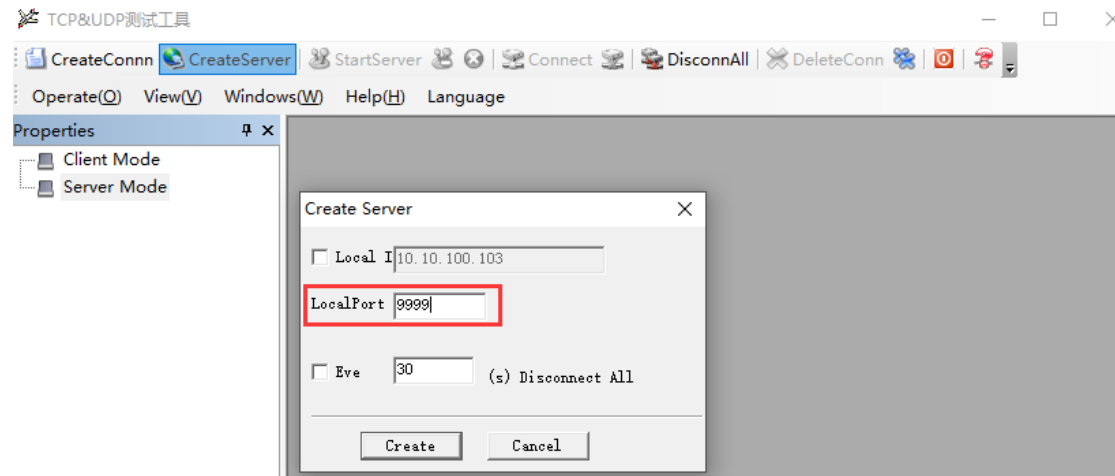 TCP&UDP测试工具
CreateConnn CreateServer StartServer Connect DisconnAll DeleteConn
Operate(O) View(V) Windows(W) Help(H) Language
Properties
Client Mode
Server Mode
Create Server
Local I 10.10.100.103
LocalPort 9999
Eve 30 (s) Disconnect All
Create Cancel